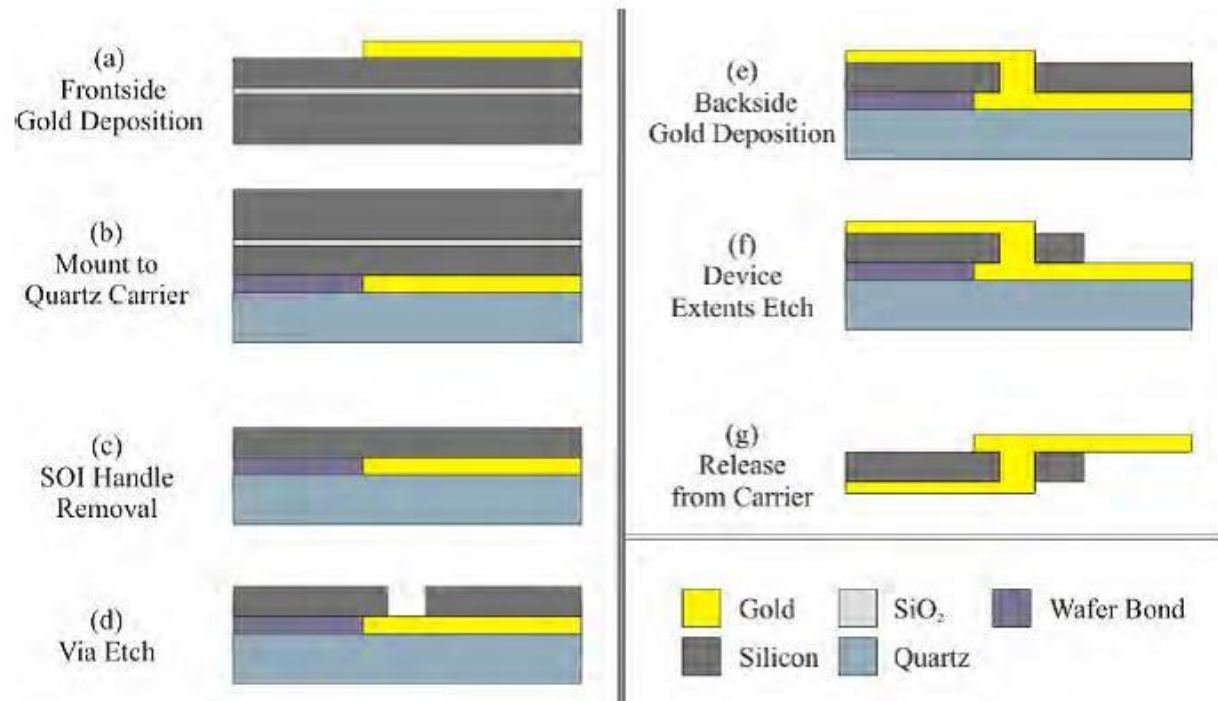 (a)
Frontside
Gold Deposition
(b)
Mount to
Quartz Carrier
(c)
SOI Handle
Removal
(d)
Via Etch
(e)
Backside
Gold Deposition
(f)
Device
Extents Etch
(g)
Release
from Carrier
Gold
SiO₂
Wafer Bond
Silicon
Quartz